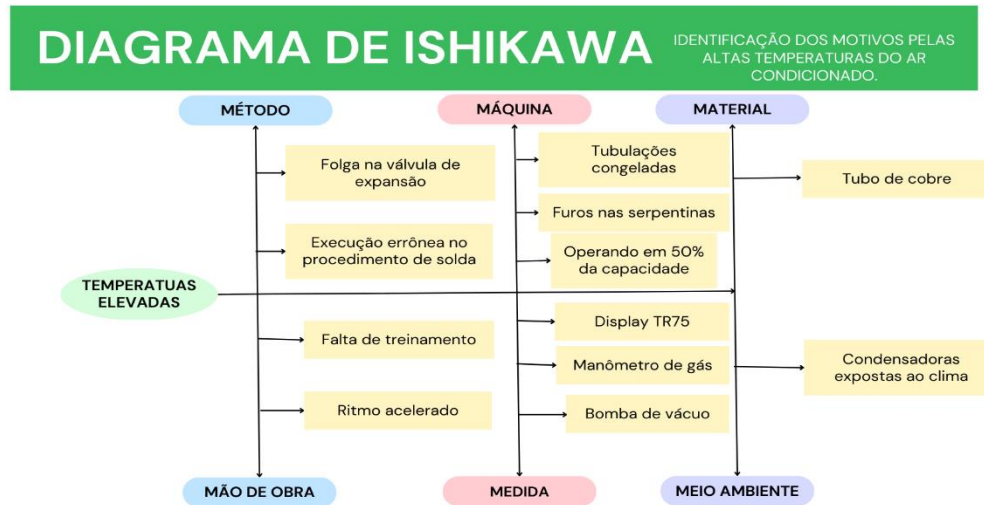 DIAGRAMA DE ISHIKAWA
IDENTIFICAÇÃO DOS MOTIVOS PELAS
ALTAS TEMPERATURAS DO AR
CONDICIONADO.
MÉTODO
MÁQUINA
MATERIAL
Folga na válvula de
expansão
Execução errônea no
procedimento de solda
Tubulações
congeladas
Furos nas serpentinas
Operando em 50%
da capacidade
Tubo de cobre
TEMPERATUAS
ELEVADAS
Falta de treinamento
Ritmo acelerado
Display TR75
Manômetro de gás
Bomba de vácuo
Condensadoras
expostas ao clima
MÃO DE OBRA
MEDIDA
MEIO AMBIENTE